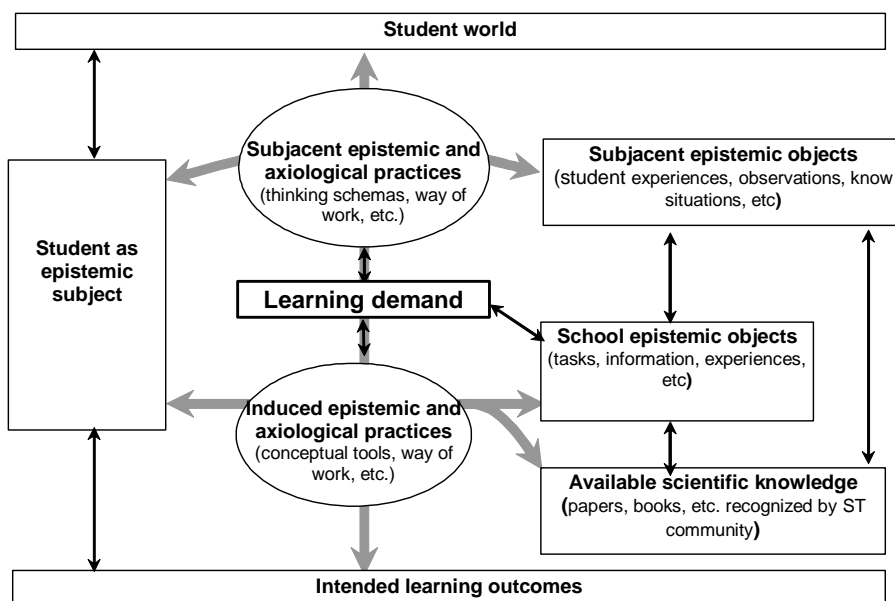 Student world
Subjacent epistemic and
axiological practices
(thinking schemas, way of
work, etc.)
Subjacent epistemic objects
(student experiences, observations, know
situations, etc)
Student as
epistemic
subject
Learning demand
School epistemic objects
(tasks, information, experiences,
etc)
Induced epistemic and
axiological practices
(conceptual tools, way of
work, etc.)
Available scientific knowledge
(papers, books, etc. recognized by ST
community)
Intended learning outcomes